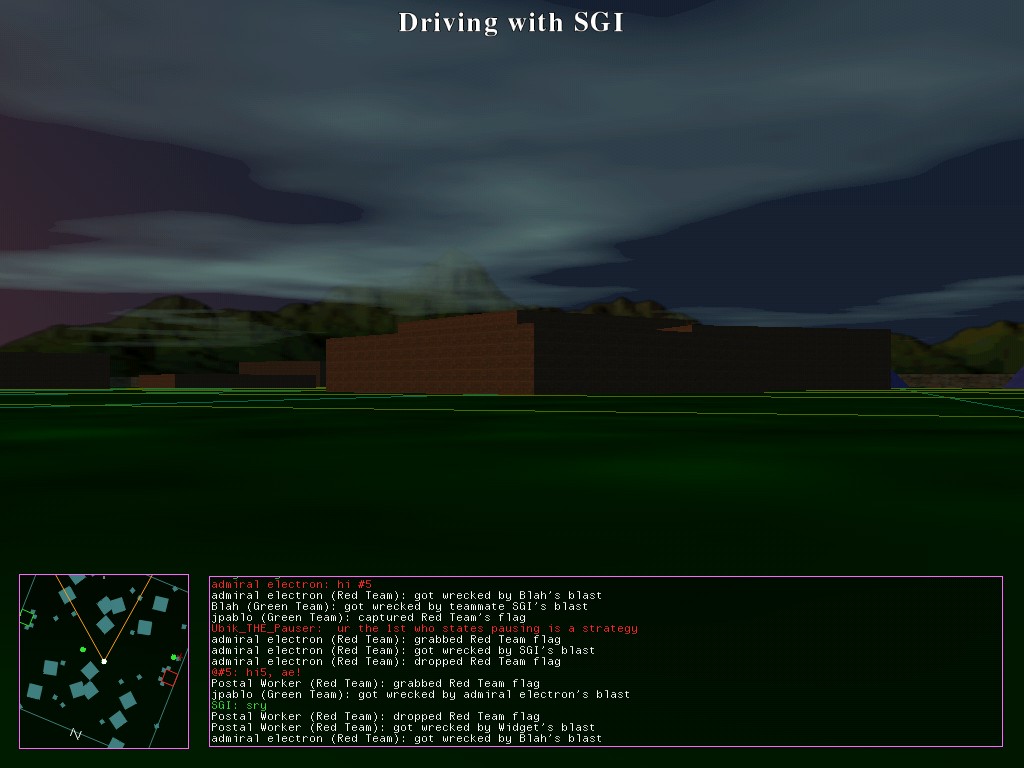 Driving with SGI
admiral electron: hi #5
admiral electron (Red Team): got wrecked by Blah's blast
Blah (Green Team): got wrecked by teammate SGI's blast
jpablo (Green Team): captured Red Team's flag
Ubik_THE_Pauser:  ur the 1st who states pausing is a strategy
admiral electron (Red Team): grabbed Red Team flag
admiral electron (Red Team): got wrecked by SGI's blast
admiral electron (Red Team): dropped Red Team flag
@#5: hi5, ae!
Postal Worker (Red Team): grabbed Red Team flag
jpablo (Green Team): got wrecked by admiral electron's blast
SGI: sry
Postal Worker (Red Team): dropped Red Team flag
Postal Worker (Red Team): got wrecked by Widget's blast
admiral electron (Red Team): got wrecked by Blah's blast
N